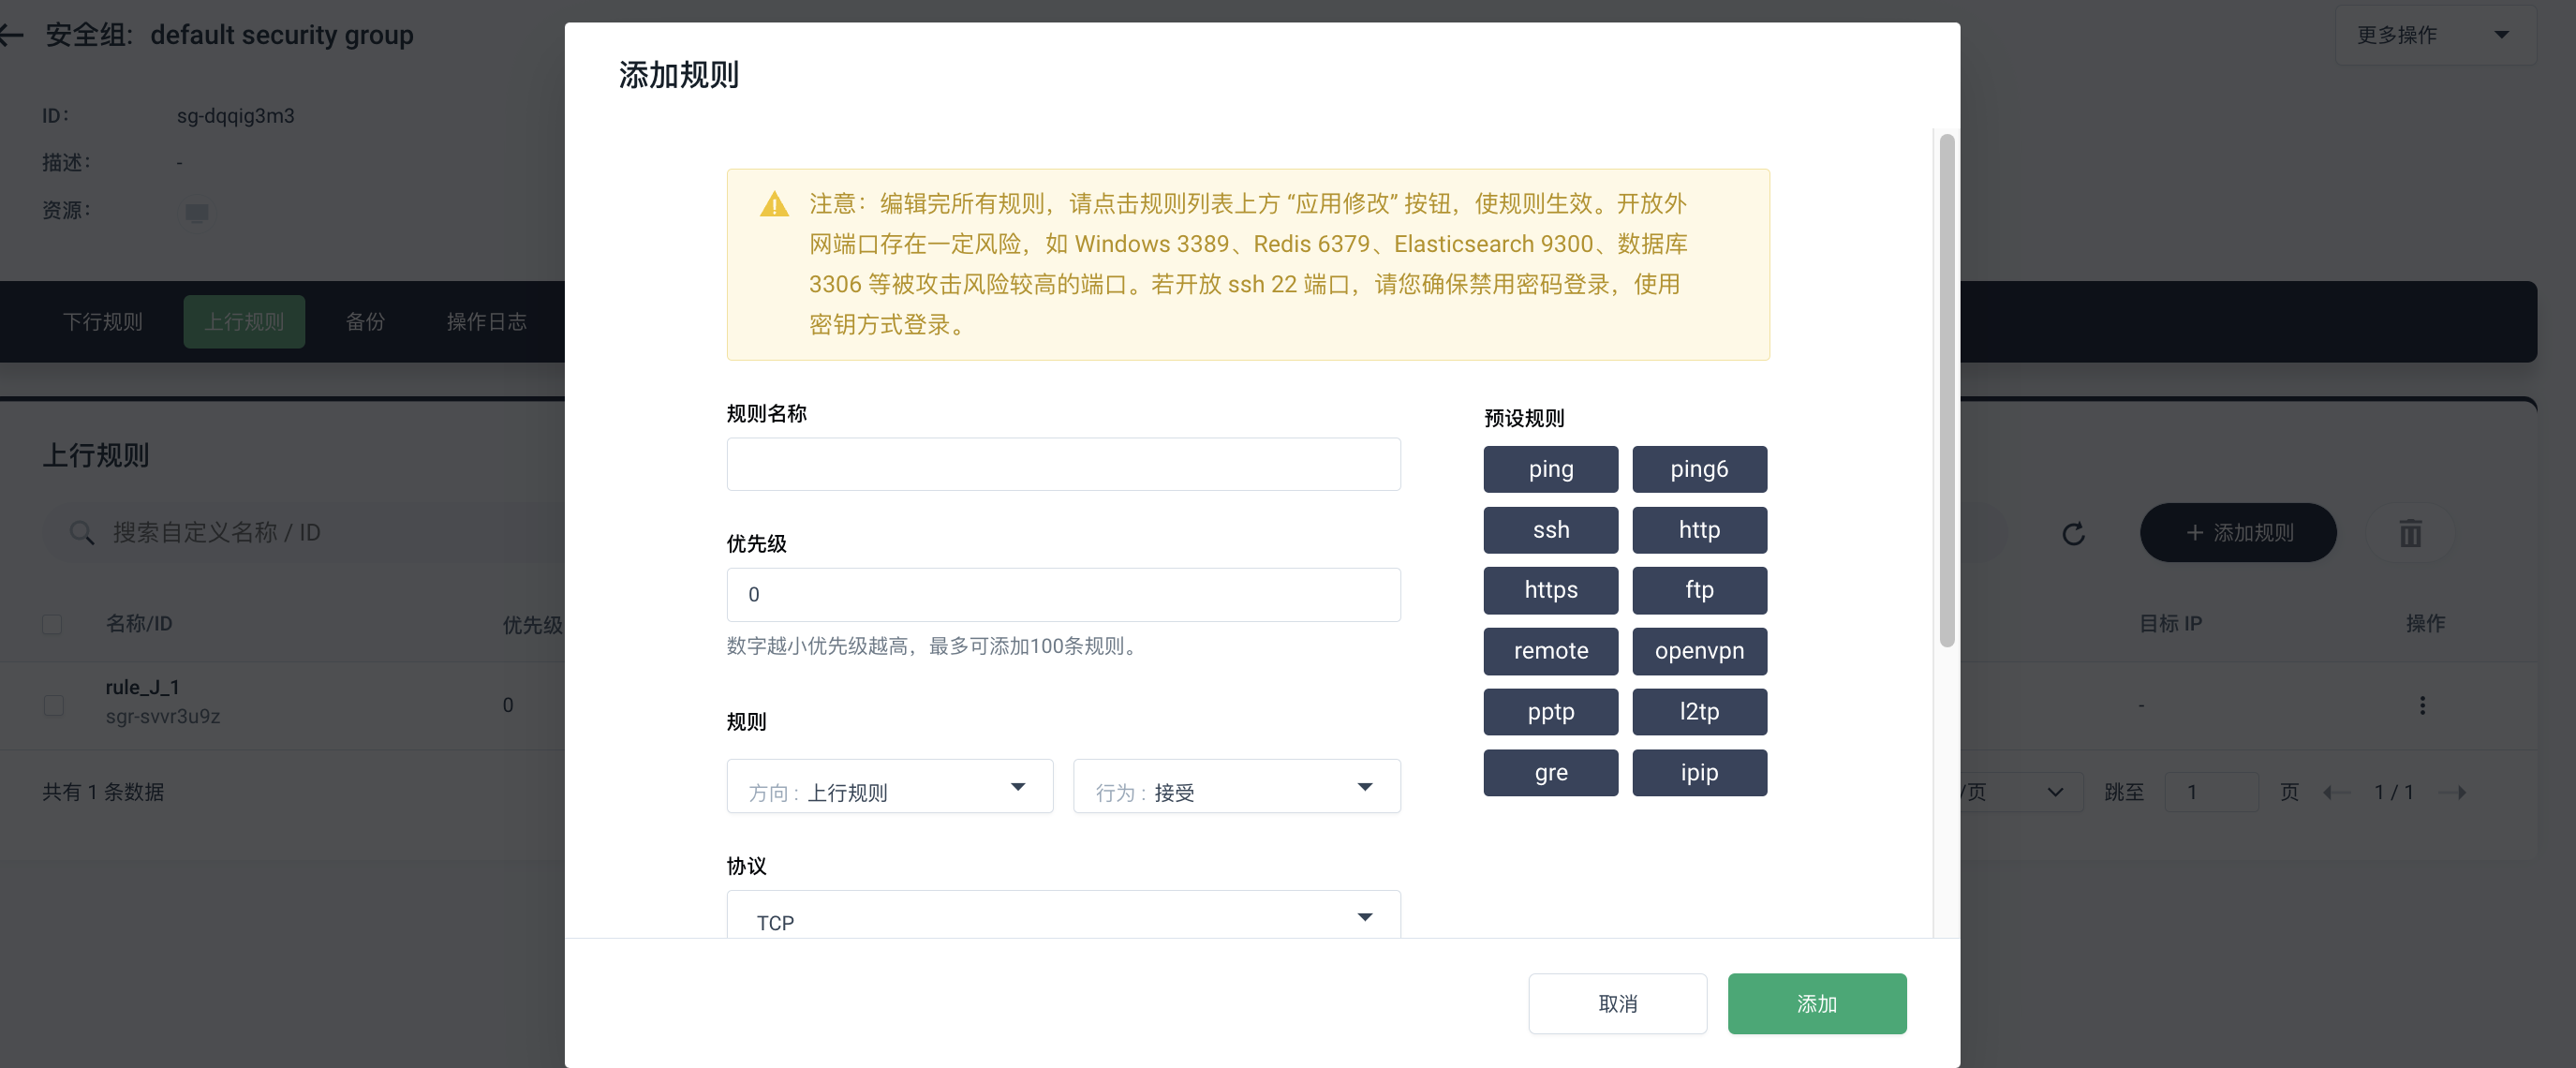 安全组: default security group
更多操作
ID: sg-dqqig3m3
描述: -
资源:
下行规则 上行规则 备份 操作日志
上行规则
搜索自定义名称 / ID
添加规则
名称/ID 优先级 目标 IP 操作
rule_J_1
sgr-svvr3u9z
0 -
共有 1 条数据 /页 跳至 1 页 1 / 1
添加规则
注意：编辑完所有规则，请点击规则列表上方 “应用修改” 按钮，使规则生效。开放外
网端口存在一定风险，如 Windows 3389、Redis 6379、Elasticsearch 9300、数据库
3306 等被攻击风险较高的端口。若开放 ssh 22 端口，请您确保禁用密码登录，使用
密钥方式登录。
规则名称
优先级
0
数字越小优先级越高，最多可添加100条规则。
规则
方向 : 上行规则 行为 : 接受
协议
TCP
预设规则
ping ping6
ssh http
https ftp
remote openvpn
pptp l2tp
gre ipip
取消 添加